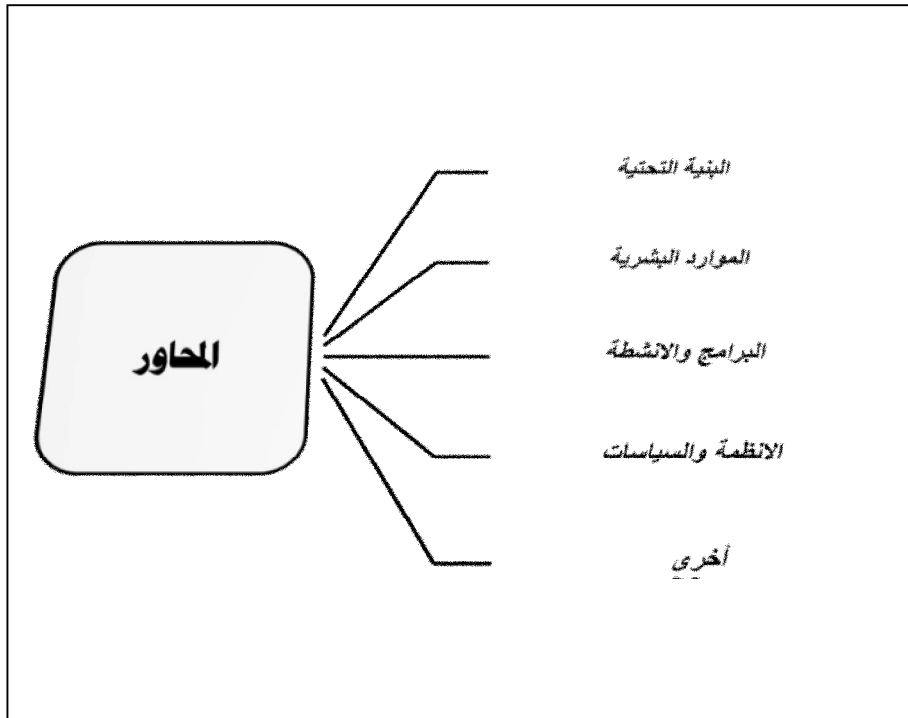 المحاور
البنية التحتية
الموارد البشرية
البرامج والانشطة
الانظمة والسياسات
أخرى